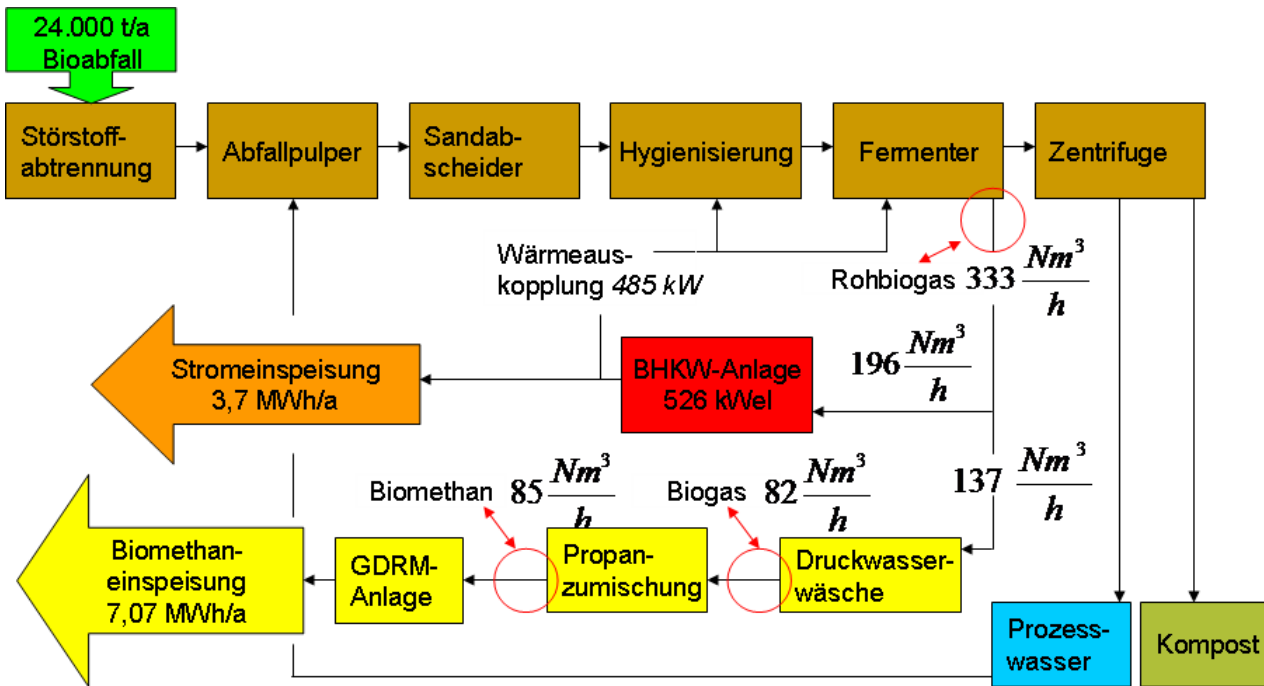 24.000 t/a
Bioabfall
Störstoff-
abtrennung
Abfallpulper
Sandab-
scheider
Hygienisierung
Fermenter
Zentrifuge
Wärmeaus-
kopplung 485 kW
Rohbiogas 333 Nm³/h
Stromeinspeisung
3,7 MWh/a
BHKW-Anlage
526 kWel
196 Nm³/h
137 Nm³/h
Biomethan 85 Nm³/h
Biogas 82 Nm³/h
Biomethan-
einspeisung
7,07 MWh/a
GDRM-
Anlage
Propan-
zumischung
Druckwasser-
wäsche
Prozess-
wasser
Kompost